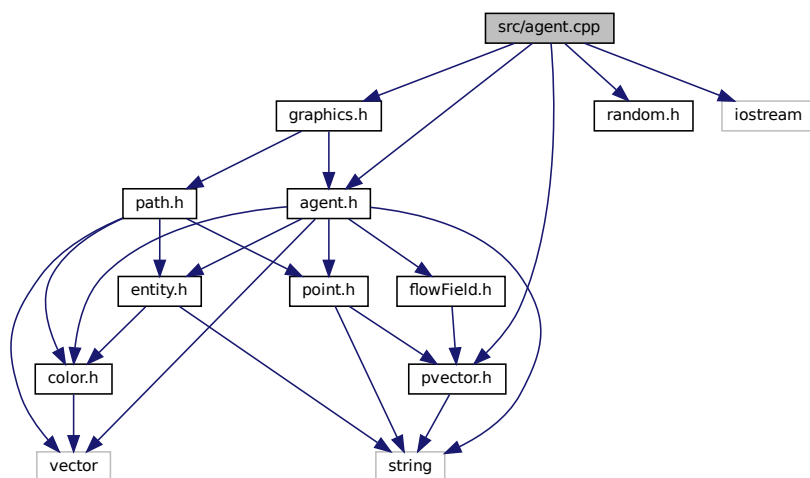 src/agent.cpp
graphics.h
random.h
iostream
path.h
agent.h
entity.h
point.h
flowField.h
color.h
pvector.h
vector
string